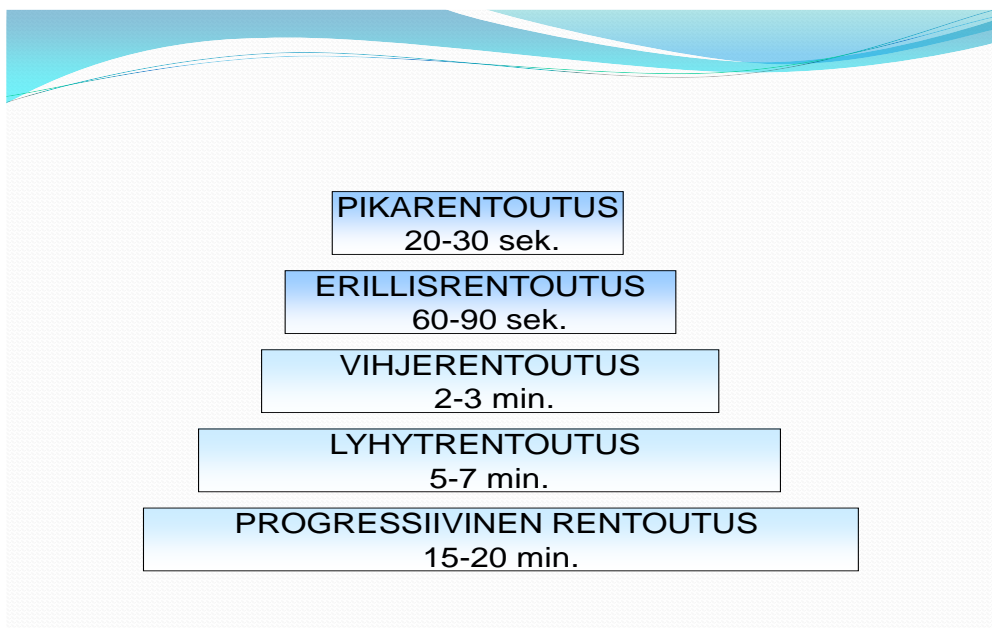 PIKARENTOUTUS
20-30 sek.
ERILLISRENTOUTUS
60-90 sek.
VIHJERENTOUTUS
2-3 min.
LYHYTRENTOUTUS
5-7 min.
PROGRESSIIVINEN RENTOUTUS
15-20 min.